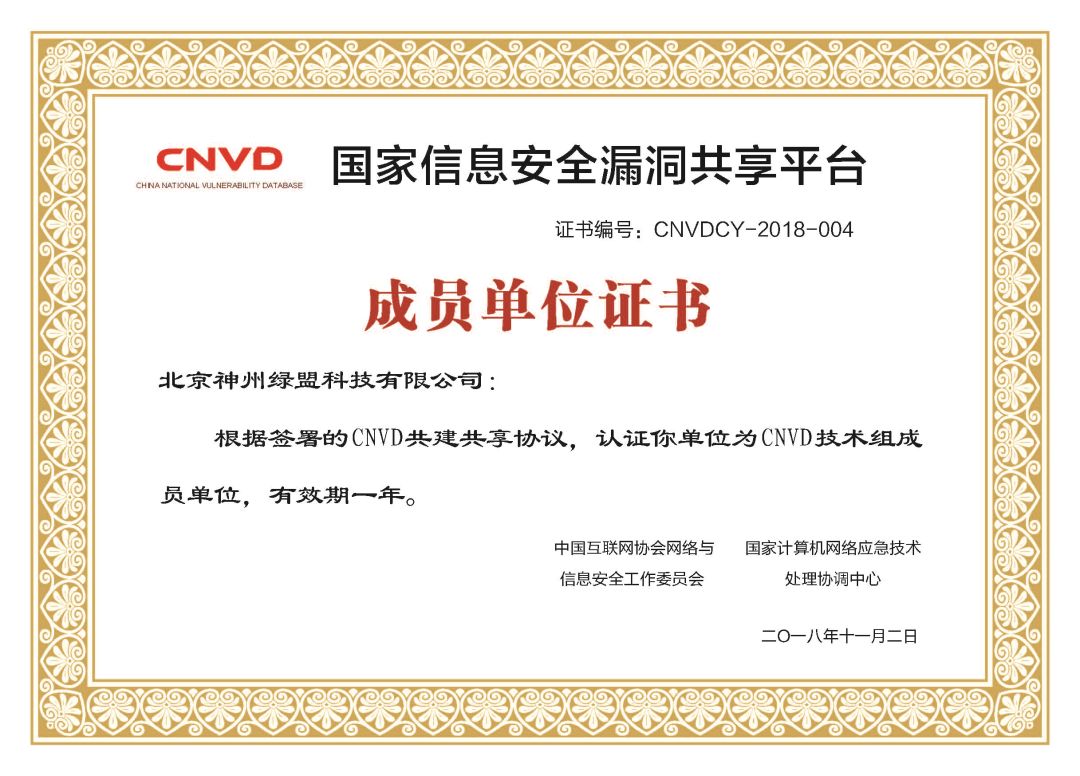 CNVD
CHINA NATIONAL VULNERABILITY DATABASE
国家信息安全漏洞共享平台
证书编号：CNVDCY-2018-004
成员单位证书
北京神州绿盟科技有限公司：
根据签署的CNVD共建共享协议，认证你单位为CNVD技术组成
员单位，有效期一年。
中国互联网协会网络与
信息安全工作委员会
国家计算机网络应急技术
处理协调中心
二〇一八年十一月二日